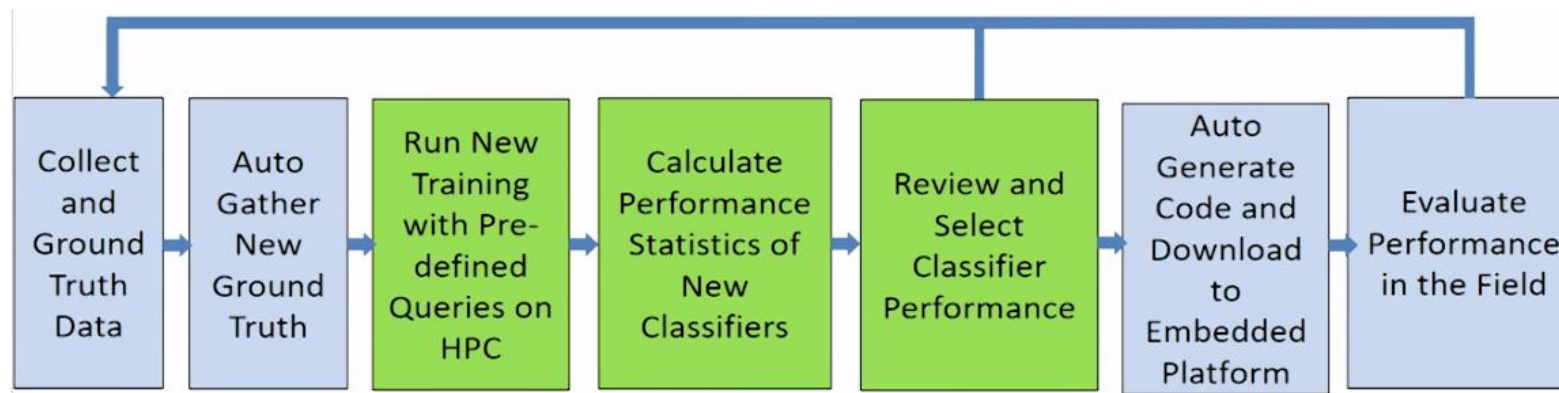 Collect
and
Ground
Truth
Data
Auto
Gather
New
Ground
Truth
Run New
Training
with Pre-
defined
Queries on
HPC
Calculate
Performance
Statistics of
New
Classifiers
Review and
Select
Classifier
Performance
Auto
Generate
Code and
Download
to
Embedded
Platform
Evaluate
Performance
in the Field